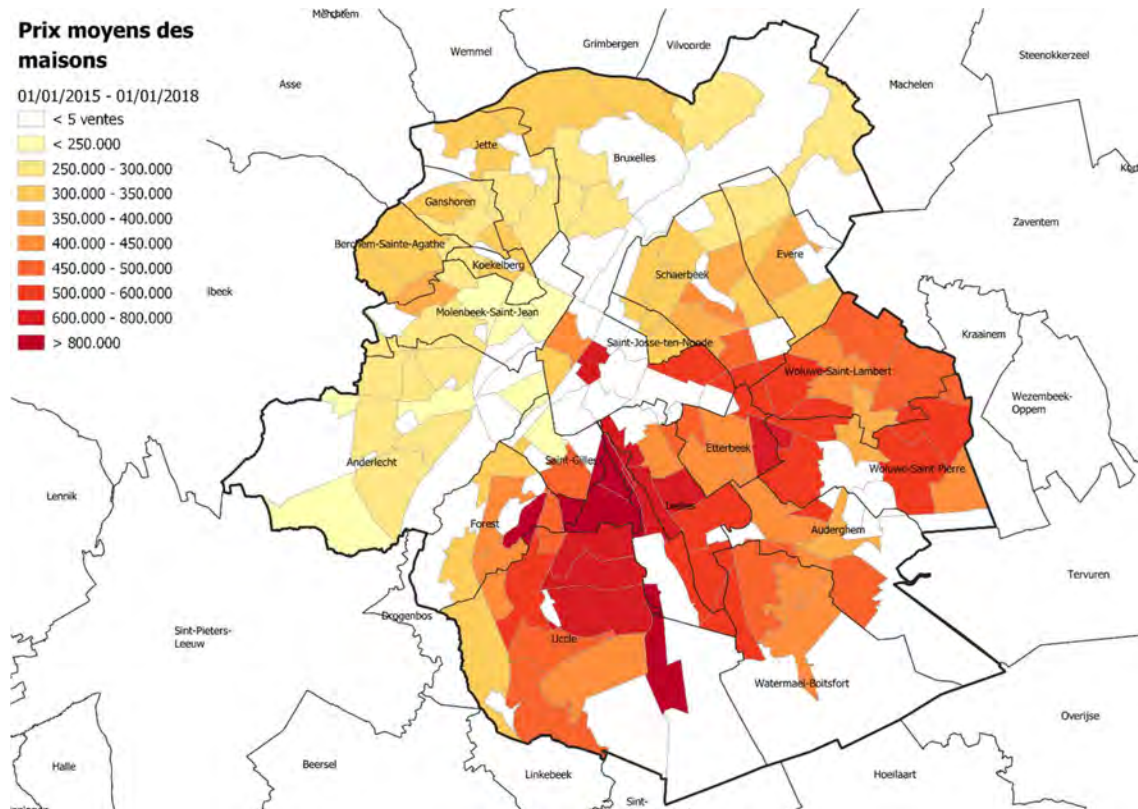 Prix moyens des
maisons
01/01/2015 - 01/01/2018
< 5 ventes
< 250.000
250.000 - 300.000
300.000 - 350.000
350.000 - 400.000
400.000 - 450.000
450.000 - 500.000
500.000 - 600.000
600.000 - 800.000
> 800.000
Merchtem
Wemmel
Grimbergen
Vilvoorde
Steenokkerzeel
Machelen
Asse
Jette
Bruxelles
Ganshoren
Zaventem
Berchem-Sainte-Agathe
Evere
Koekelberg
Schaerbeek
Molenbeek-Saint-Jean
Kraainem
Saint-Josse-ten-Noode
Woluwe-Saint-Lambert
Wezembeek-
Oppem
Etterbeek
Anderlecht
Saint-Gilles
Woluwe-Saint-Pierre
Lennik
Ixelles
Forest
Auderghem
Tervuren
Drogenbos
Sint-Pieters-
Leeuw
Uccle
Watermael-Boitsfort
Overijse
Halle
Beersel
Linkebeek
Hoeilaart
Sint-